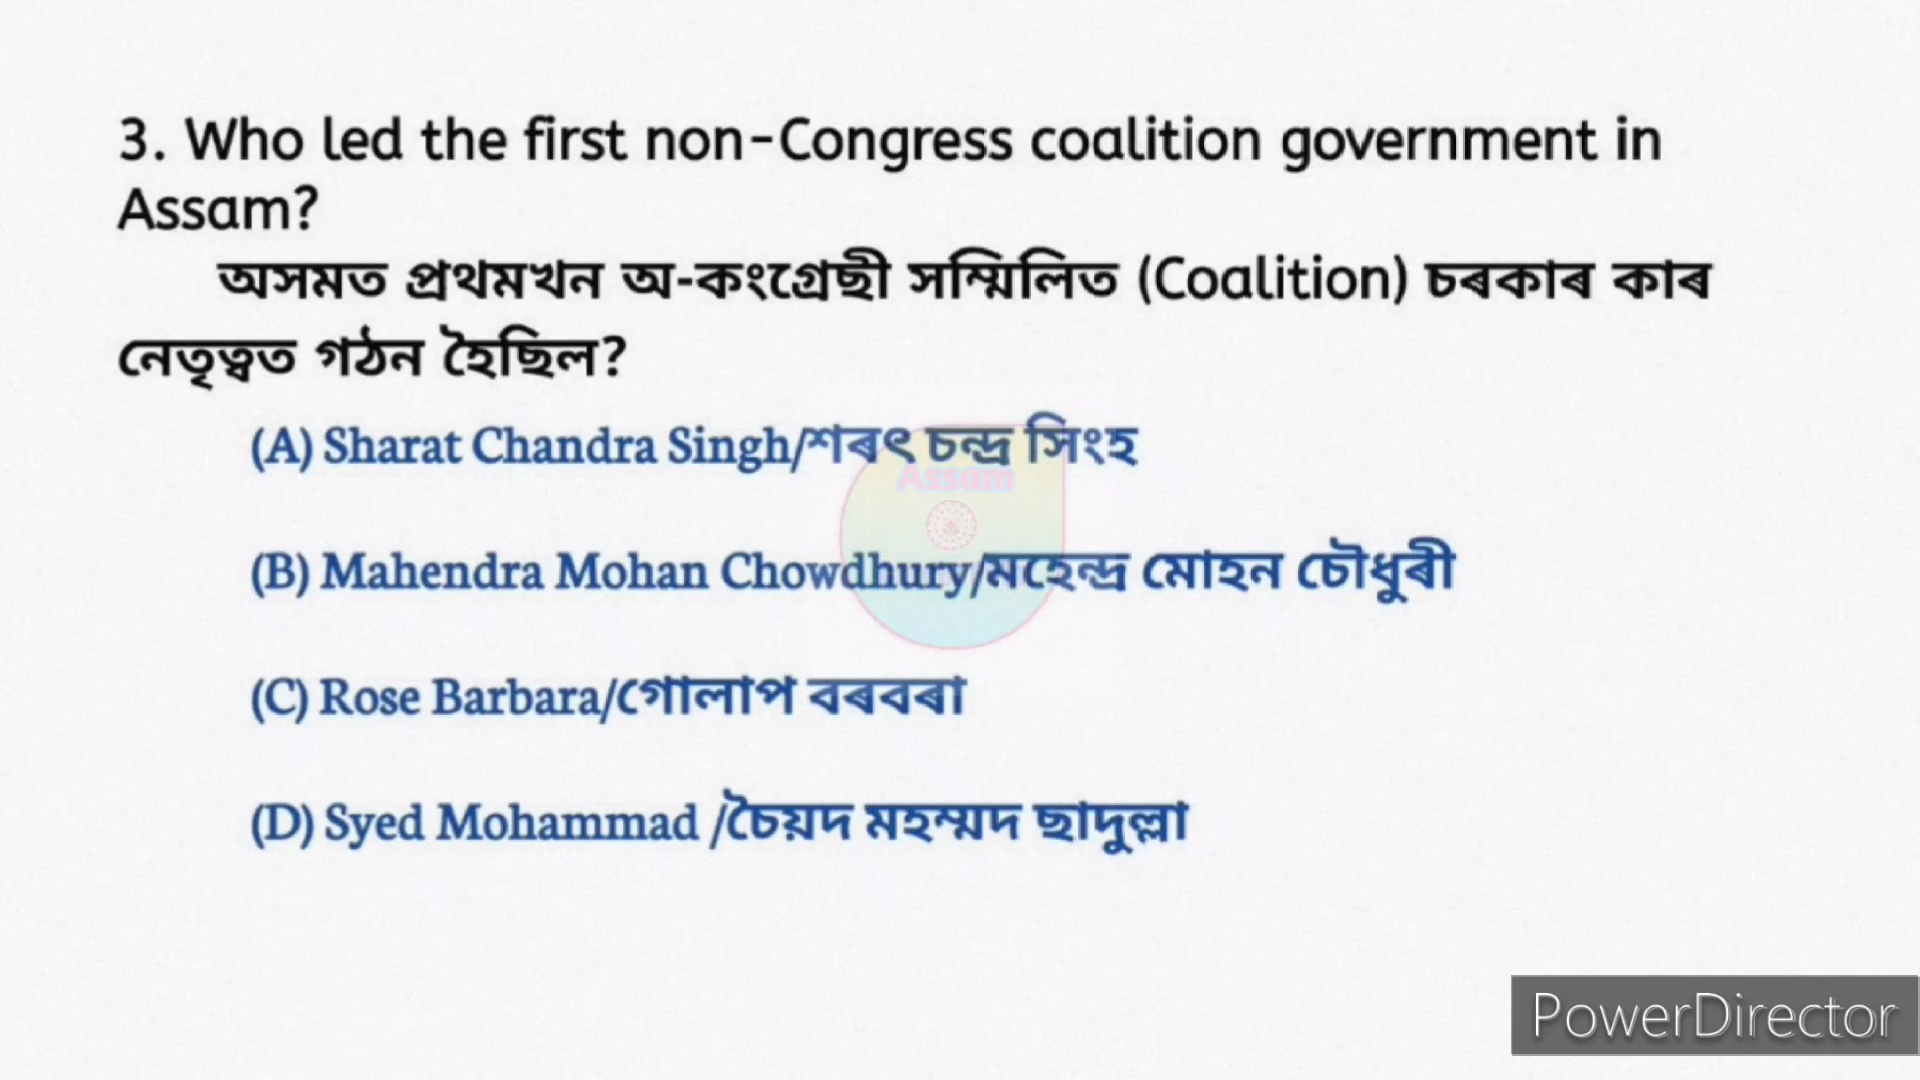 3. Who led the first non-Congress coalition government in
Assam?
অসমত প্ৰথমখন অ-কংগ্ৰেছী সম্মিলিত (Coalition) চৰকাৰ কাৰ
নেতৃত্বত গঠন হৈছিল?
(A) Sharat Chandra Singh/শৰৎ চন্দ্ৰ সিংহ
Assam
(B) Mahendra Mohan Chowdhury/মহেন্দ্ৰ মোহন চৌধুৰী
(C) Rose Barbara/গোলাপ বৰবৰা
(D) Syed Mohammad /চৈয়দ মহম্মদ ছাদুল্লা
PowerDirector